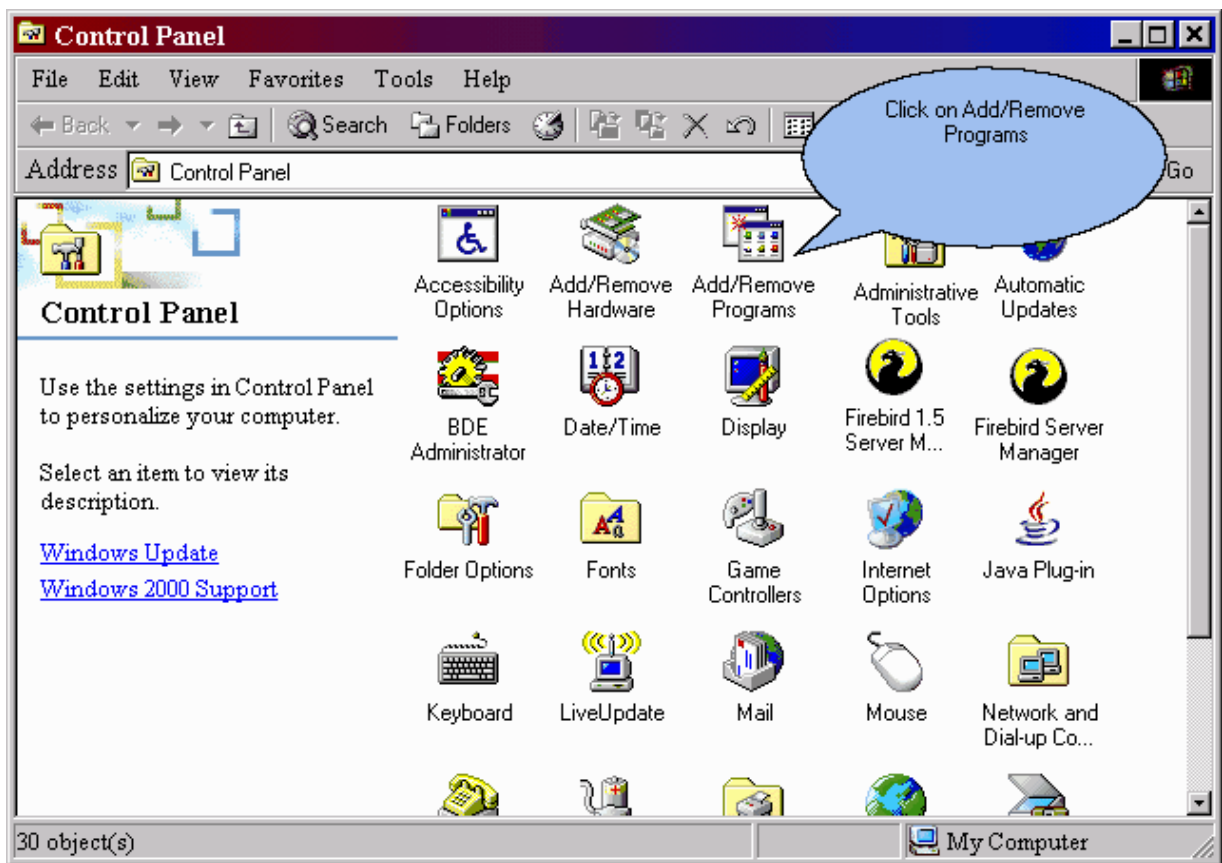 Control Panel
File Edit View Favorites Tools Help
Back Search Folders
Address Control Panel Go
Click on Add/Remove
Programs
Control Panel
Use the settings in Control Panel
to personalize your computer.
Select an item to view its
description.
Windows Update
Windows 2000 Support
Accessibility
Options
Add/Remove
Hardware
Add/Remove
Programs
Administrative
Tools
Automatic
Updates
BDE
Administrator
Date/Time
Display
Firebird 1.5
Server M...
Firebird Server
Manager
Folder Options
Fonts
Game
Controllers
Internet
Options
Java Plug-in
Keyboard
LiveUpdate
Mail
Mouse
Network and
Dial-up Co...
30 object(s)
My Computer